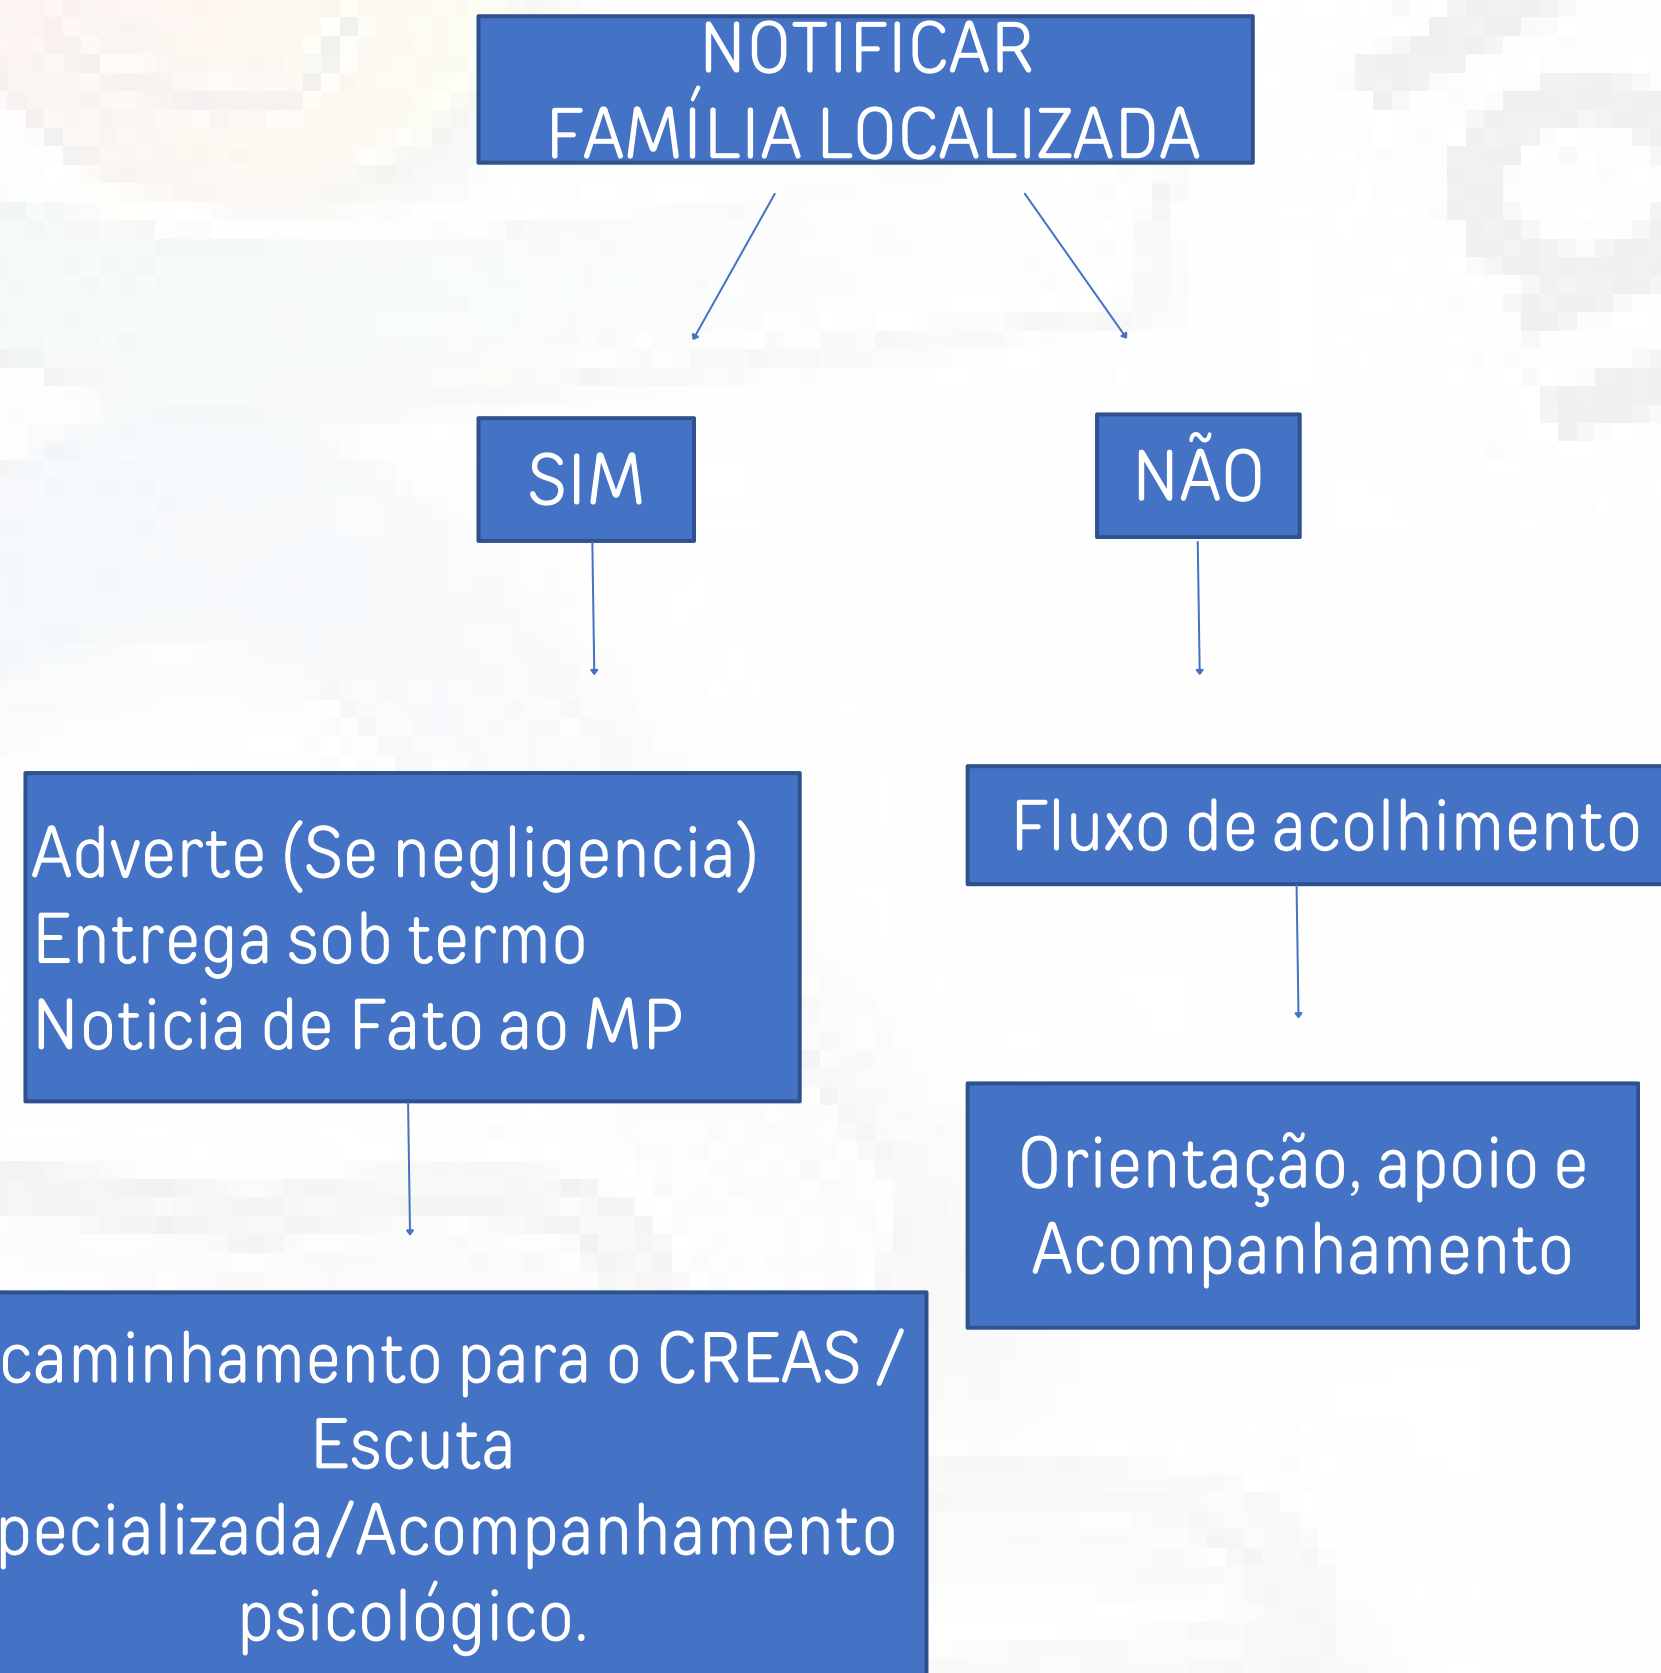 NOTIFICAR
FAMÍLIA LOCALIZADA
SIM
NÃO
Adverte (Se negligencia)
Entrega sob termo
Noticia de Fato ao MP
Fluxo de acolhimento
Orientação, apoio e
Acompanhamento
caminhamento para o CREAS /
Escuta
pecializada/Acompanhamento
psicológico.